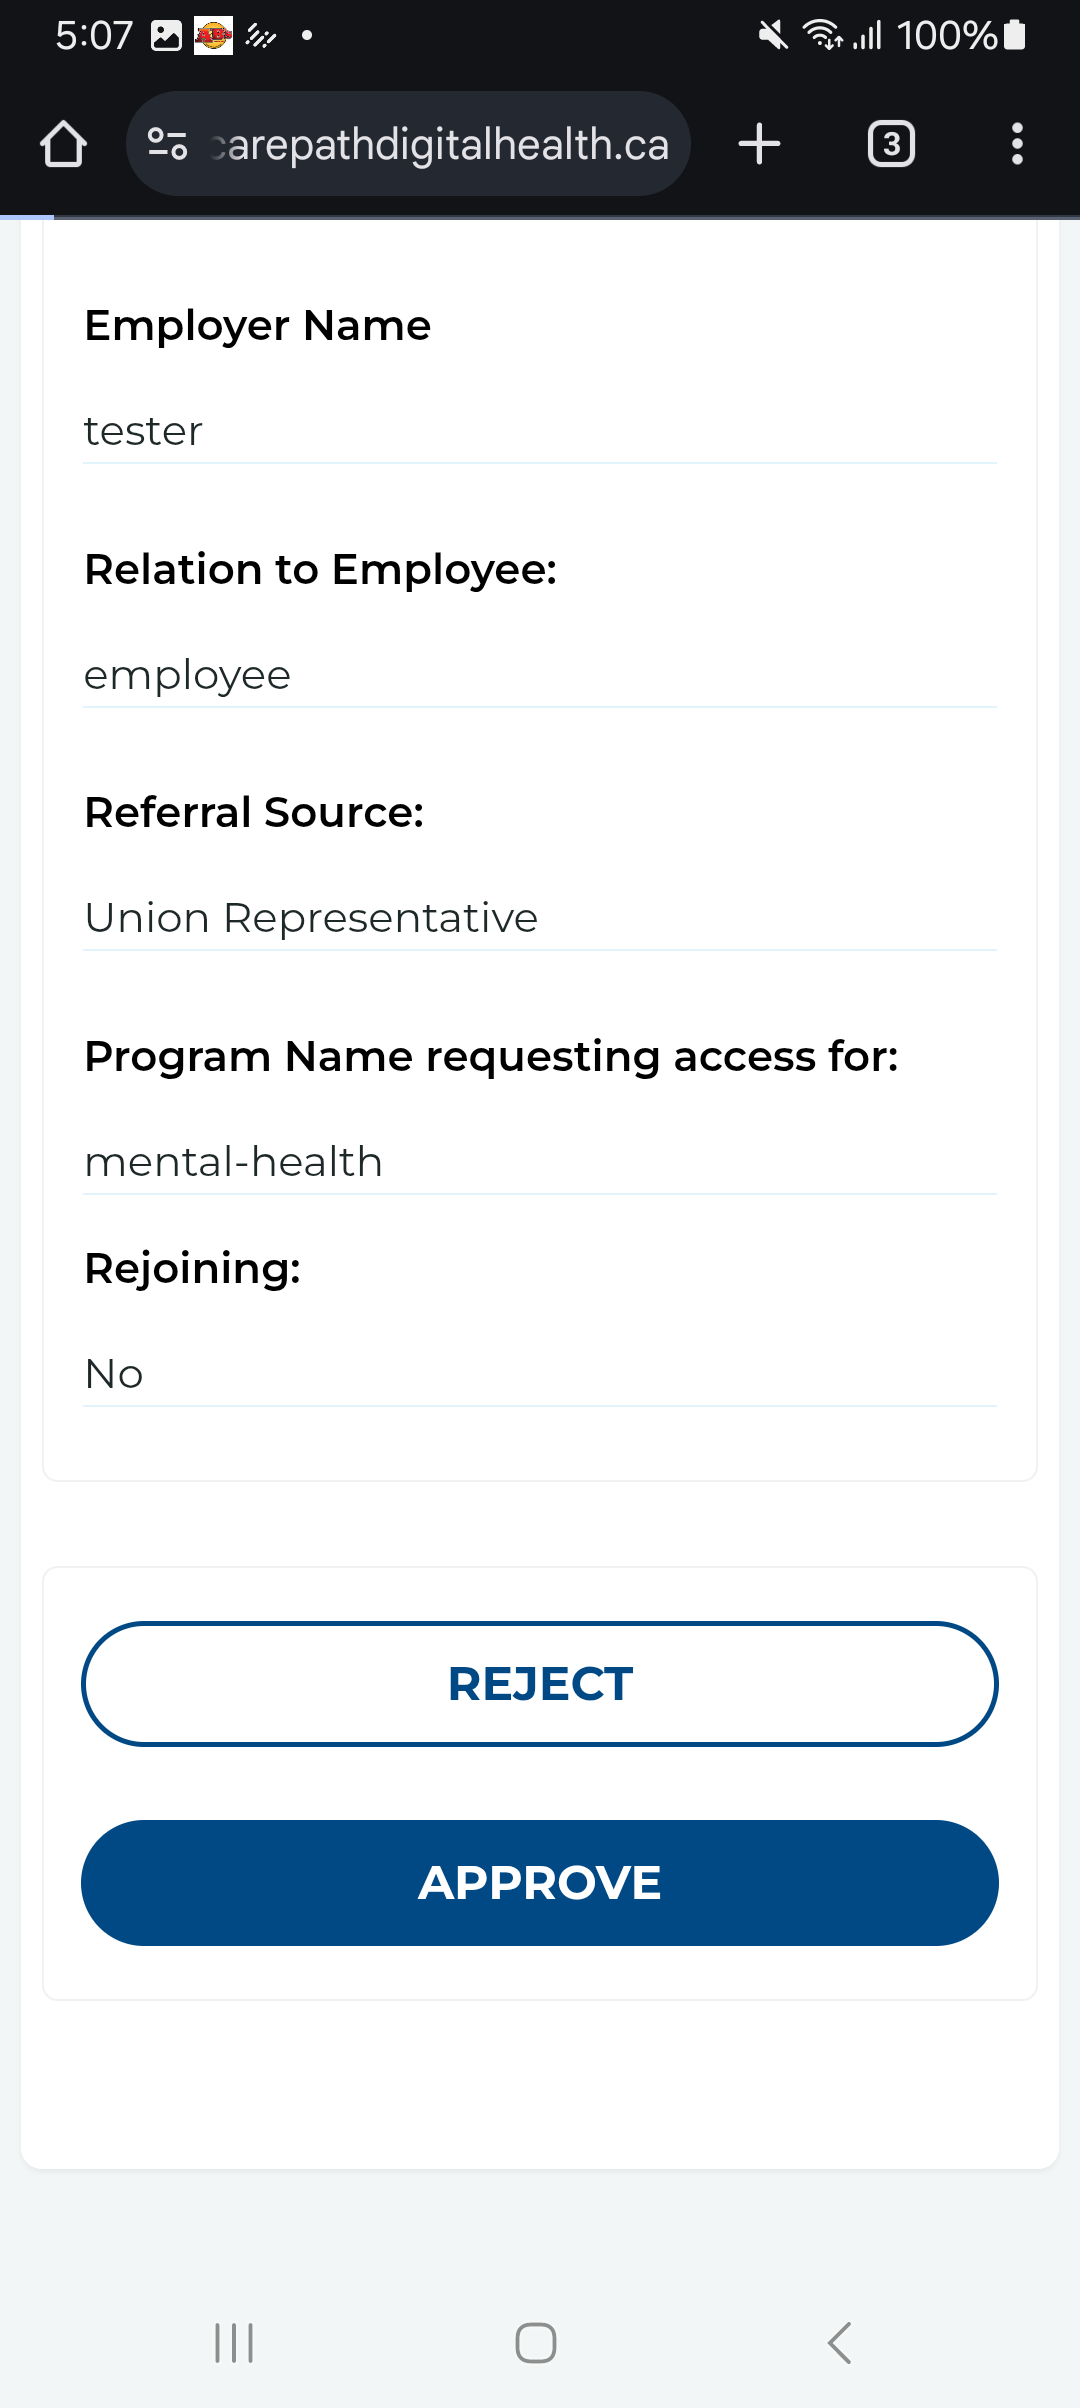 5:07
100%
arepathdigitalhealth.ca
3
Employer Name
tester
Relation to Employee:
employee
Referral Source:
Union Representative
Program Name requesting access for:
mental-health
Rejoining:
No
REJECT
APPROVE